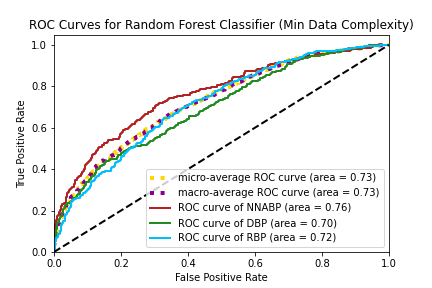 ROC Curves for Random Forest Classifier (Min Data Complexity)
True Positive Rate
1.0
0.8
0.6
0.4
0.2
0.0
micro-average ROC curve (area = 0.73)
macro-average ROC curve (area = 0.73)
ROC curve of NNABP (area = 0.76)
ROC curve of DBP (area = 0.70)
ROC curve of RBP (area = 0.72)
0.0 0.2 0.4 0.6 0.8 1.0
False Positive Rate